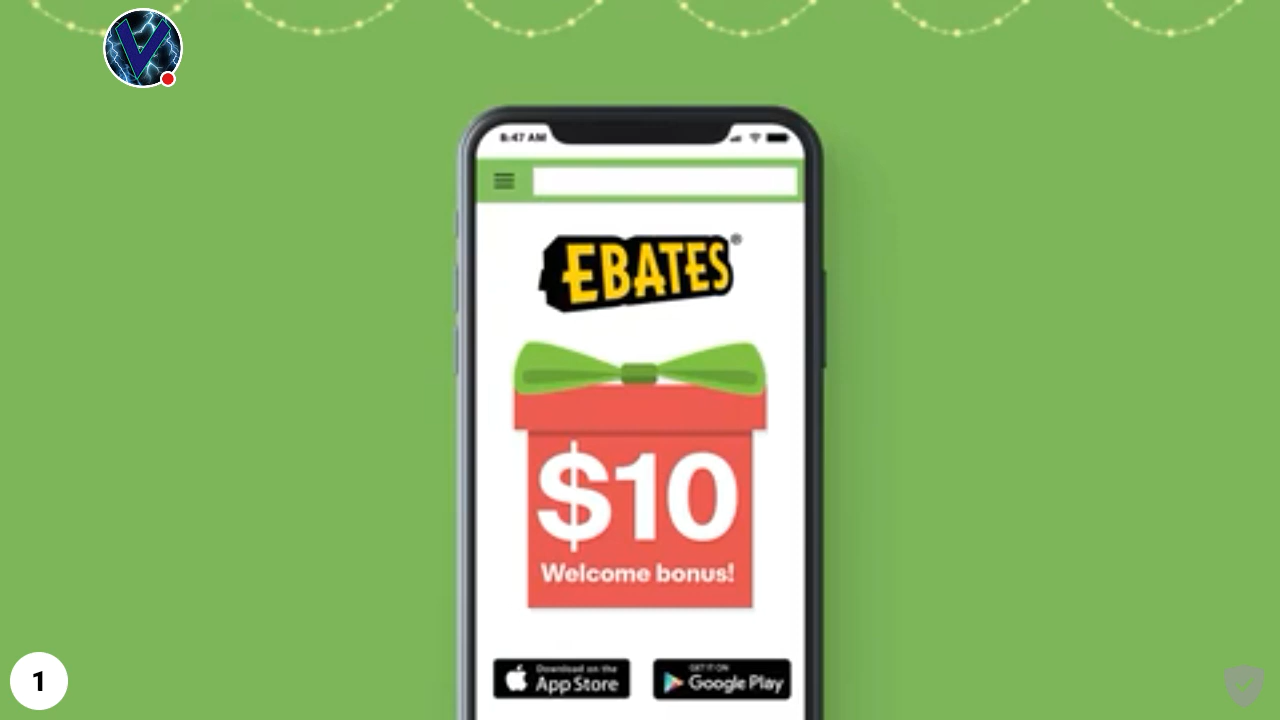 V
8:47 AM
EBATES®
$10
Welcome bonus!
Download on the
App Store
GET IT ON
Google Play
1